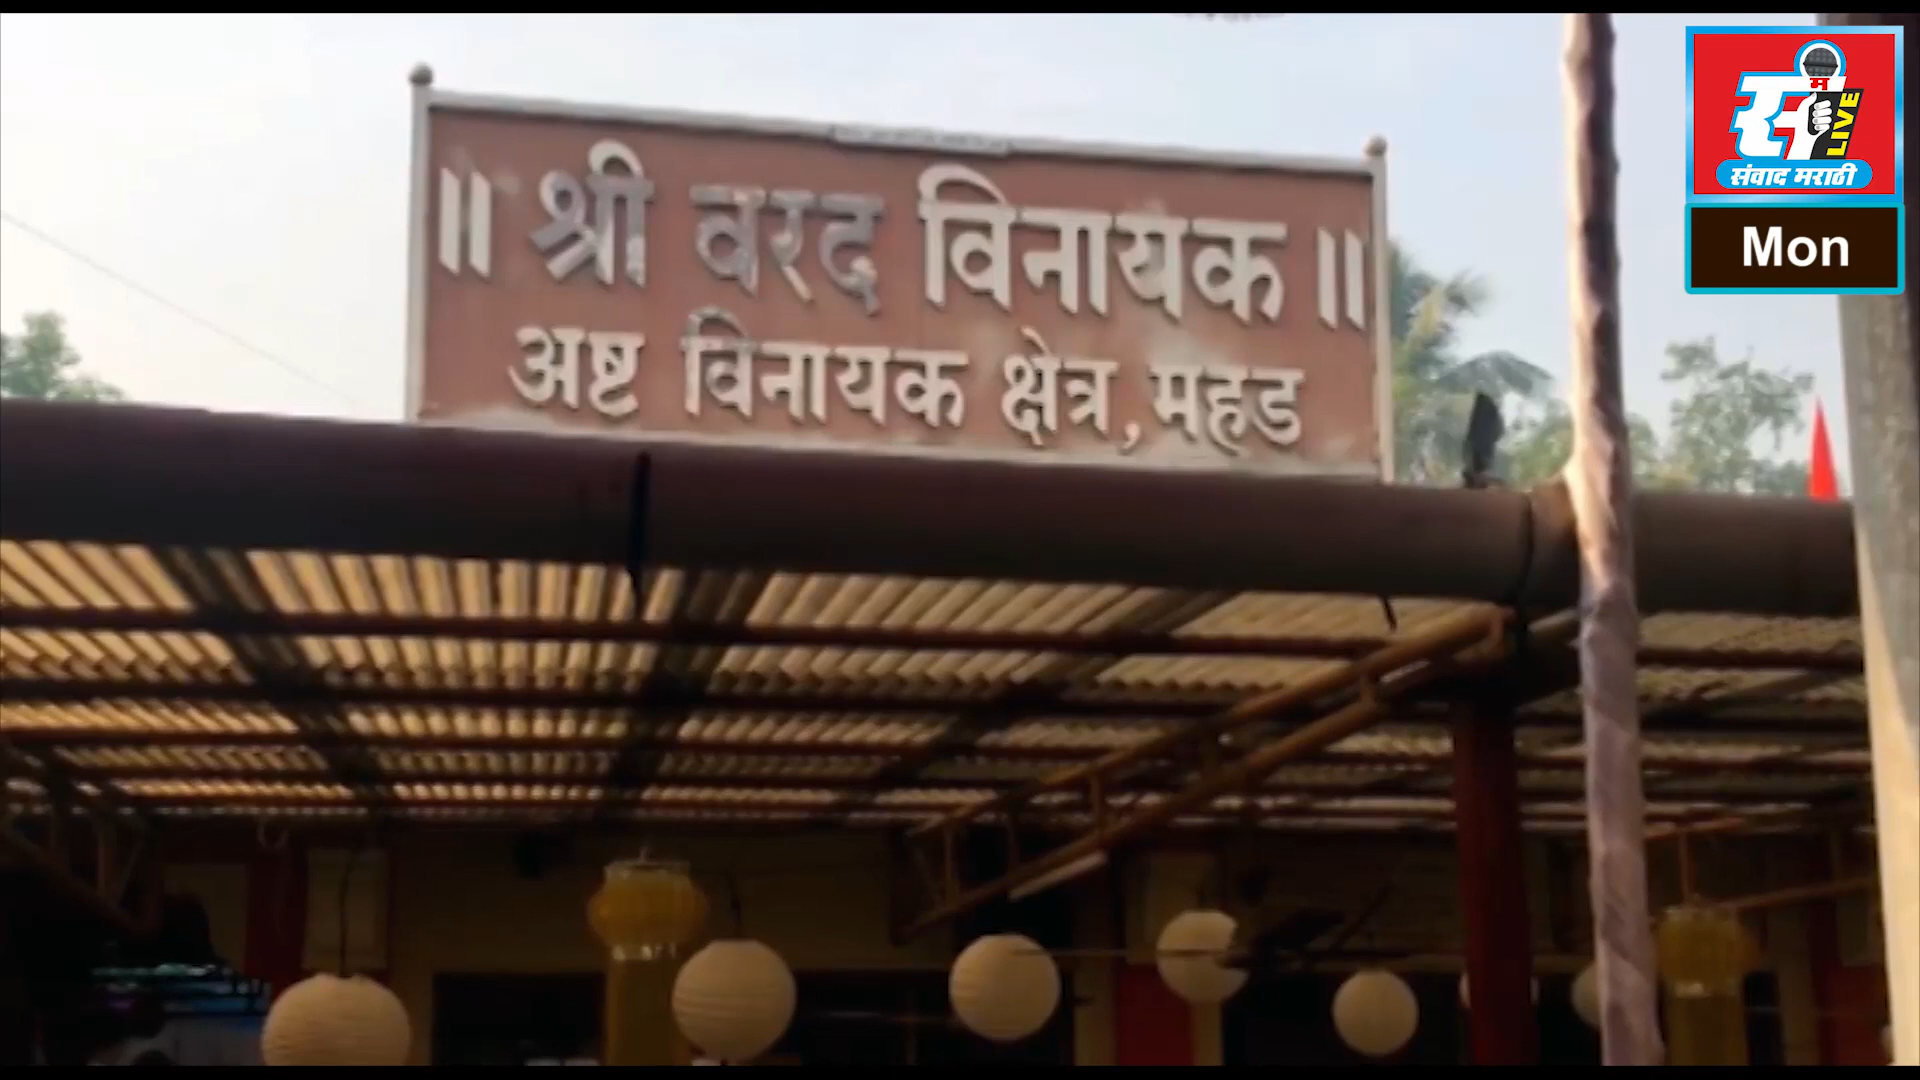 ॥ श्री वरद विनायक ॥
अष्ट विनायक क्षेत्र, महड
स
म
LIVE
संवाद मराठी
Mon